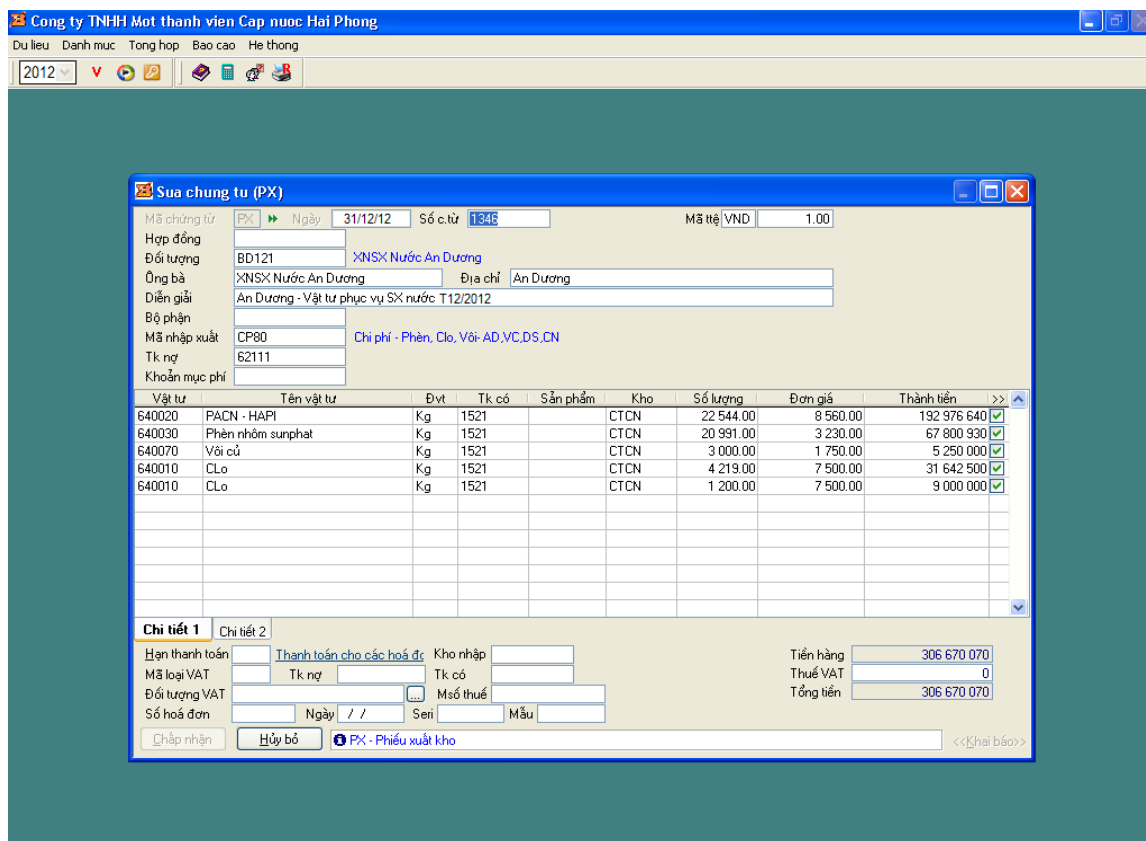 Cong ty TNHH Mot thanh vien Cap nuoc Hai Phong
Du lieu Danh muc Tong hop Bao cao He thong
2012 V
Sua chung tu (PX)
Mã chứng từ PX Ngày 31/12/12 Số c.từ 1346 Mã ttệ VND 1.00
Hợp đồng
Đối tượng BD121 XNSX Nước An Dương
Ông bà XNSX Nước An Dương Địa chỉ An Dương
Diễn giải An Dương - Vật tư phục vụ SX nước T12/2012
Bộ phận
Mã nhập xuất CP80 Chi phí - Phèn, Clo, Vôi- AD,VC,DS,CN
Tk nợ 62111
Khoản mục phí
Vật tư Tên vật tư Đvt Tk có Sản phẩm Kho Số lượng Đơn giá Thành tiền >>
640020 PACN - HAPI Kg 1521 CTCN 22 544.00 8 560.00 192 976 640
640030 Phèn nhôm sunphat Kg 1521 CTCN 20 991.00 3 230.00 67 800 930
640070 Vôi củ Kg 1521 CTCN 3 000.00 1 750.00 5 250 000
640010 CLo Kg 1521 CTCN 4 219.00 7 500.00 31 642 500
640010 CLo Kg 1521 CTCN 1 200.00 7 500.00 9 000 000
Chi tiết 1 Chi tiết 2
Hạn thanh toán Thanh toán cho các hoá đơ Kho nhập Tiền hàng 306 670 070
Mã loại VAT Tk nợ Tk có Thuế VAT 0
Đối tượng VAT ... Msố thuế Tổng tiền 306 670 070
Số hoá đơn Ngày / / Seri Mẫu
Chấp nhận Hủy bỏ PX - Phiếu xuất kho <<Khai báo>>